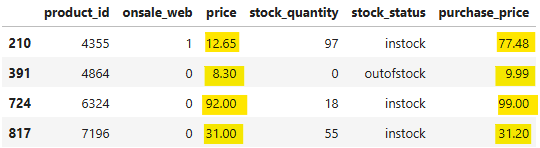 product_id onsale_web price stock_quantity stock_status purchase_price
210 4355 1 12.65 97 instock 77.48
391 4864 0 8.30 0 outofstock 9.99
724 6324 0 92.00 18 instock 99.00
817 7196 0 31.00 55 instock 31.20